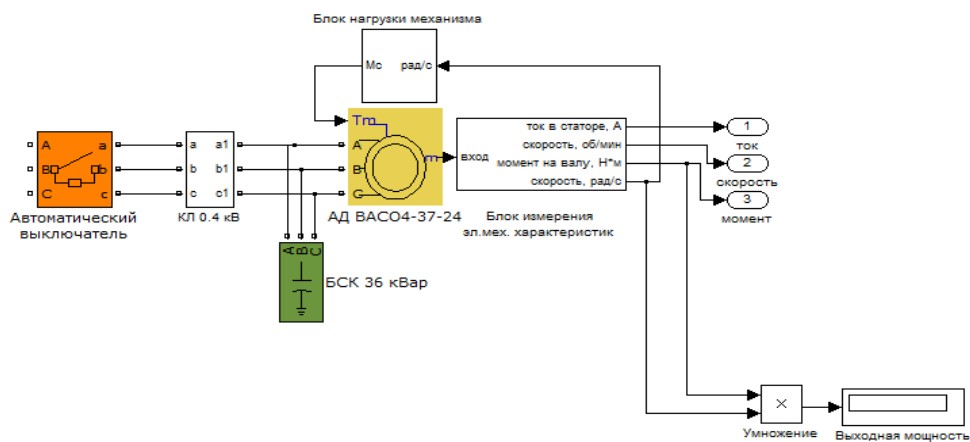 Блок нагрузки механизма
Мс рад/с
Tm
A a
B b
C c
a a1
b b1
c c1
A
B
C
m
вход
ток в статоре, А
скорость, об/мин
момент на валу, Н*м
скорость, рад/с
1
ток
2
скорость
3
момент
Автоматический
выключатель
КЛ 0.4 кВ
АД ВАСО4-37-24
Блок измерения
эл.мех. характеристик
A B C
БСК 36 кВар
×
Умножение
Выходная мощность